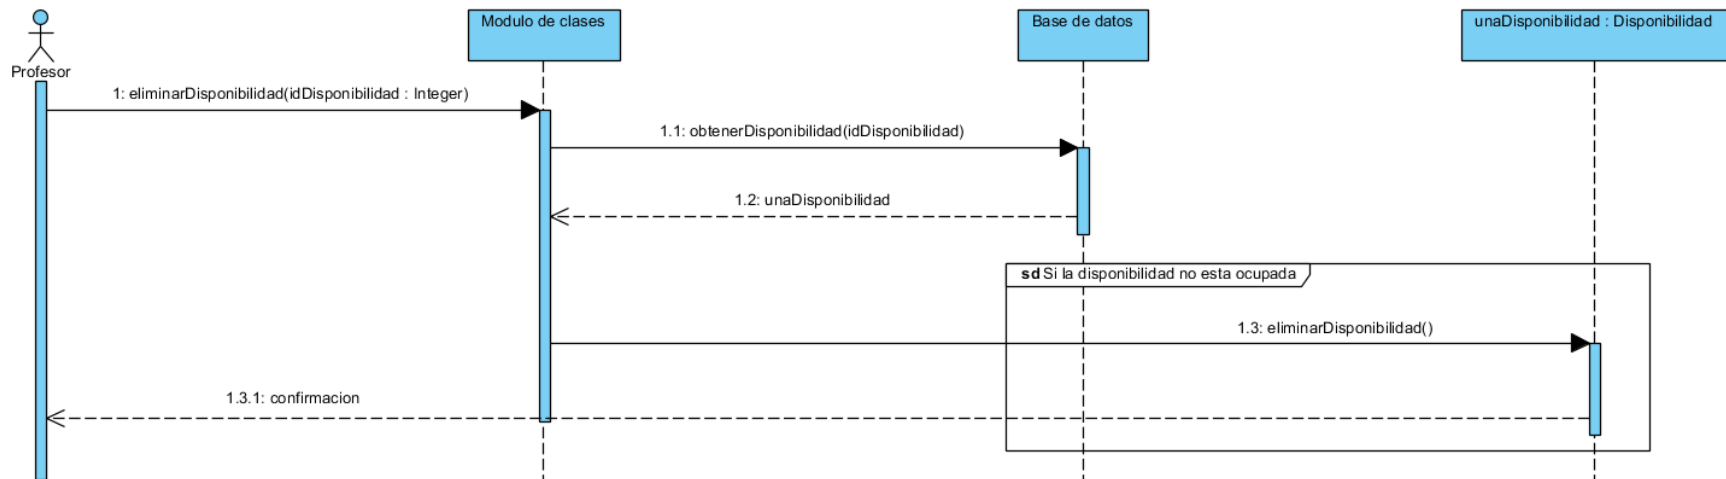 Modulo de clases
Base de datos
unaDisponibilidad : Disponibilidad
Profesor
1: eliminarDisponibilidad(idDisponibilidad : Integer)
1.1: obtenerDisponibilidad(idDisponibilidad)
1.2: unaDisponibilidad
sd Si la disponibilidad no esta ocupada
1.3: eliminarDisponibilidad()
1.3.1: confirmacion